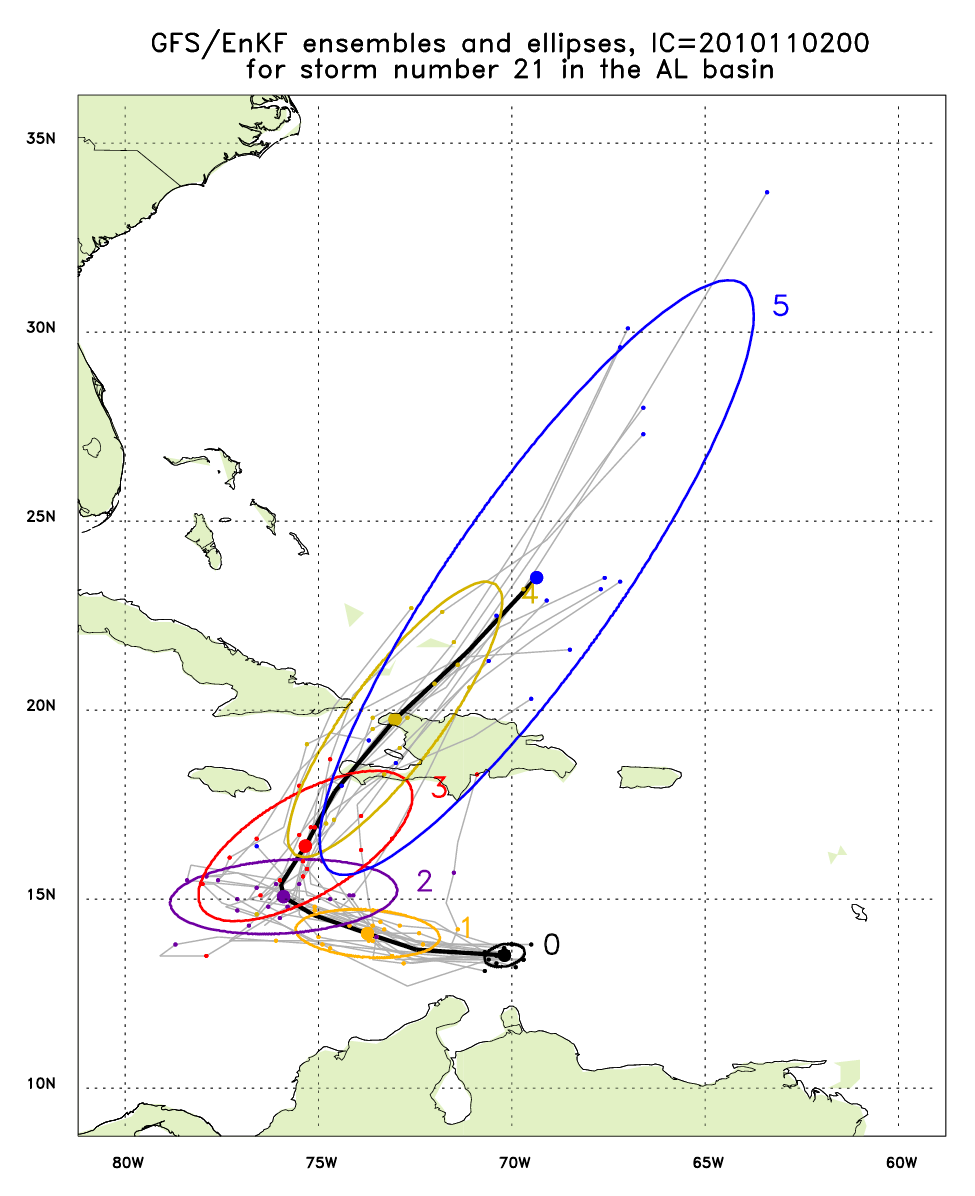 GFS/EnKF ensembles and ellipses, IC=2010110200
for storm number 21 in the AL basin
35N
5
30N
25N
4
20N
3
2
15N
1
0
10N
80W 75W 70W 65W 60W